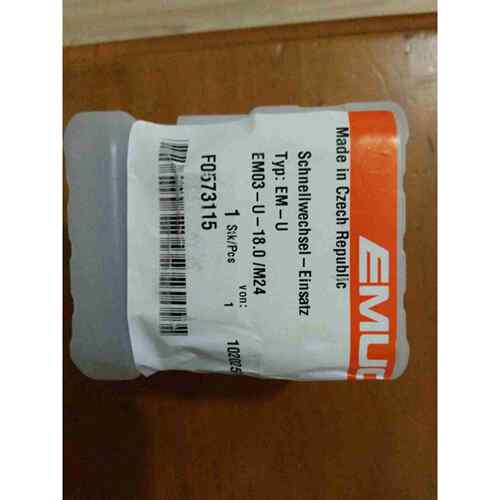 EMUG
Made in Czech Republic
Schnellwechsel-Einsatz
Typ: EM-U
EM03-U-18.0/M24
1 Stk/Pcs von: 1
F0573115
102025